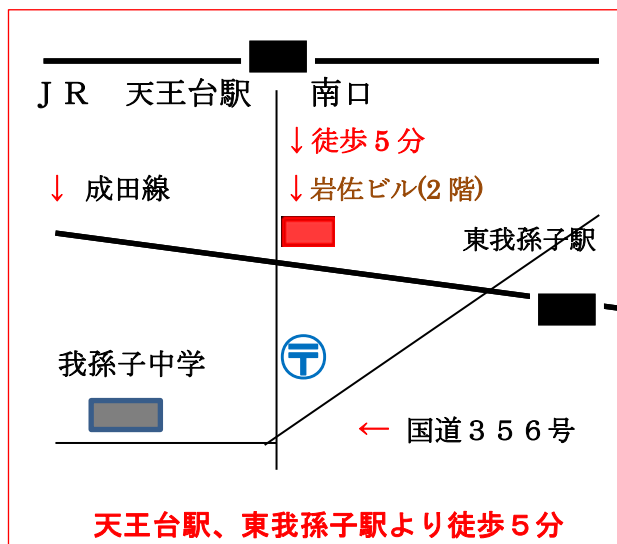 ＪＲ　天王台駅　南口
↓徒歩５分
↓　成田線
↓岩佐ビル(2 階)
東我孫子駅
〒
我孫子中学
←　国道３５６号
天王台駅、東我孫子駅より徒歩５分